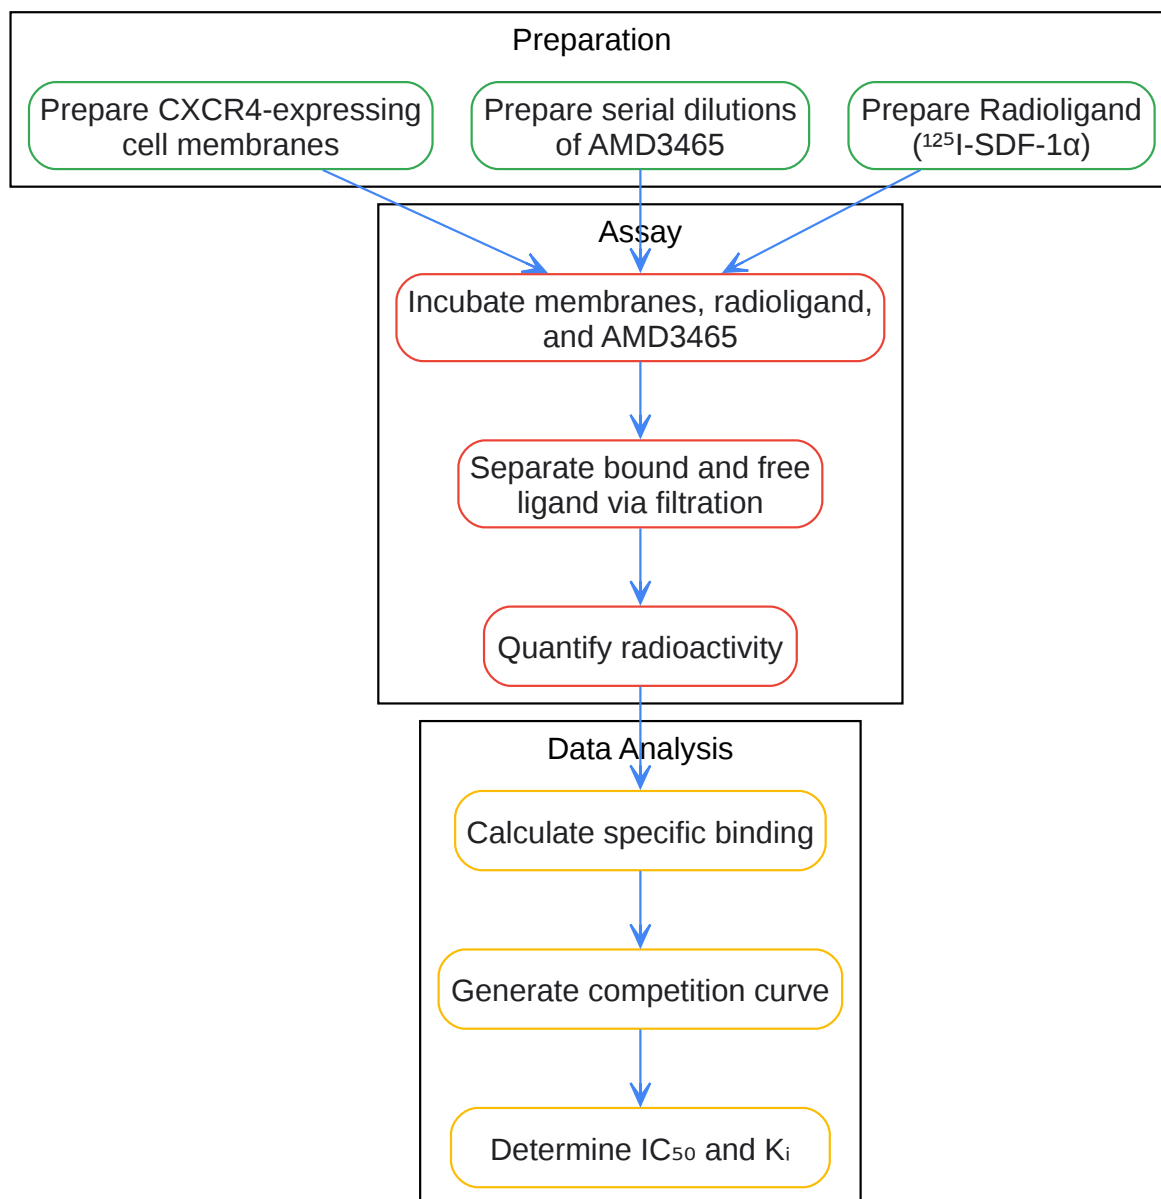 Preparation
Prepare CXCR4-expressing
cell membranes
Prepare serial dilutions
of AMD3465
Prepare Radioligand
(¹²⁵I-SDF-1α)
Assay
Incubate membranes, radioligand,
and AMD3465
Separate bound and free
ligand via filtration
Quantify radioactivity
Data Analysis
Calculate specific binding
Generate competition curve
Determine IC₅₀ and Kᵢ